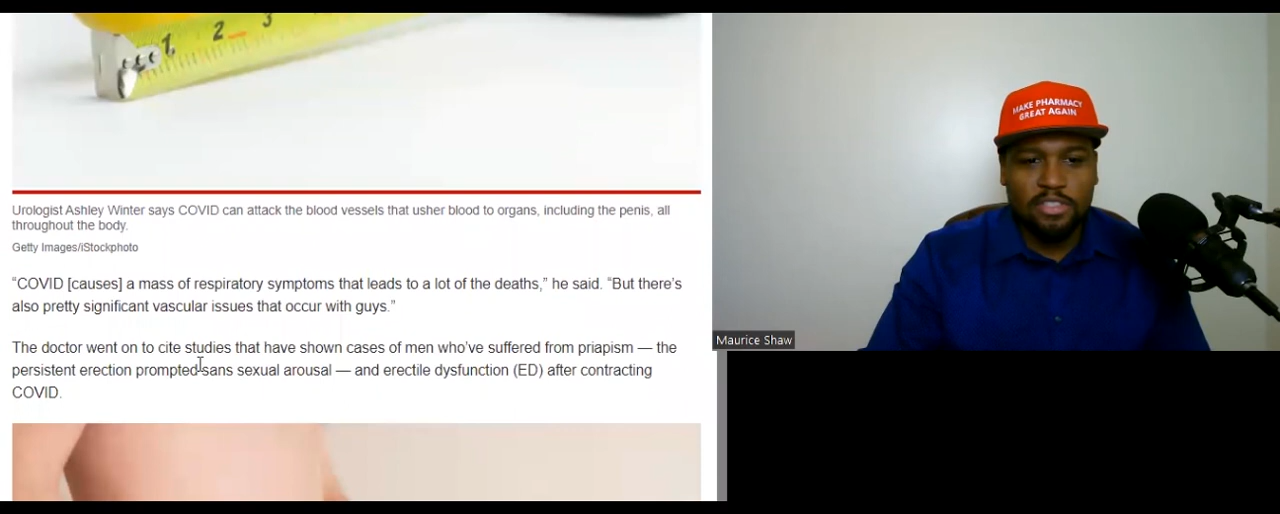 1 2 3
Urologist Ashley Winter says COVID can attack the blood vessels that usher blood to organs, including the penis, all
throughout the body.
Getty Images/iStockphoto
“COVID [causes] a mass of respiratory symptoms that leads to a lot of the deaths,” he said. “But there’s
also pretty significant vascular issues that occur with guys.”
The doctor went on to cite studies that have shown cases of men who’ve suffered from priapism — the
persistent erection prompted sans sexual arousal — and erectile dysfunction (ED) after contracting
COVID.
MAKE PHARMACY
GREAT AGAIN
Maurice Shaw